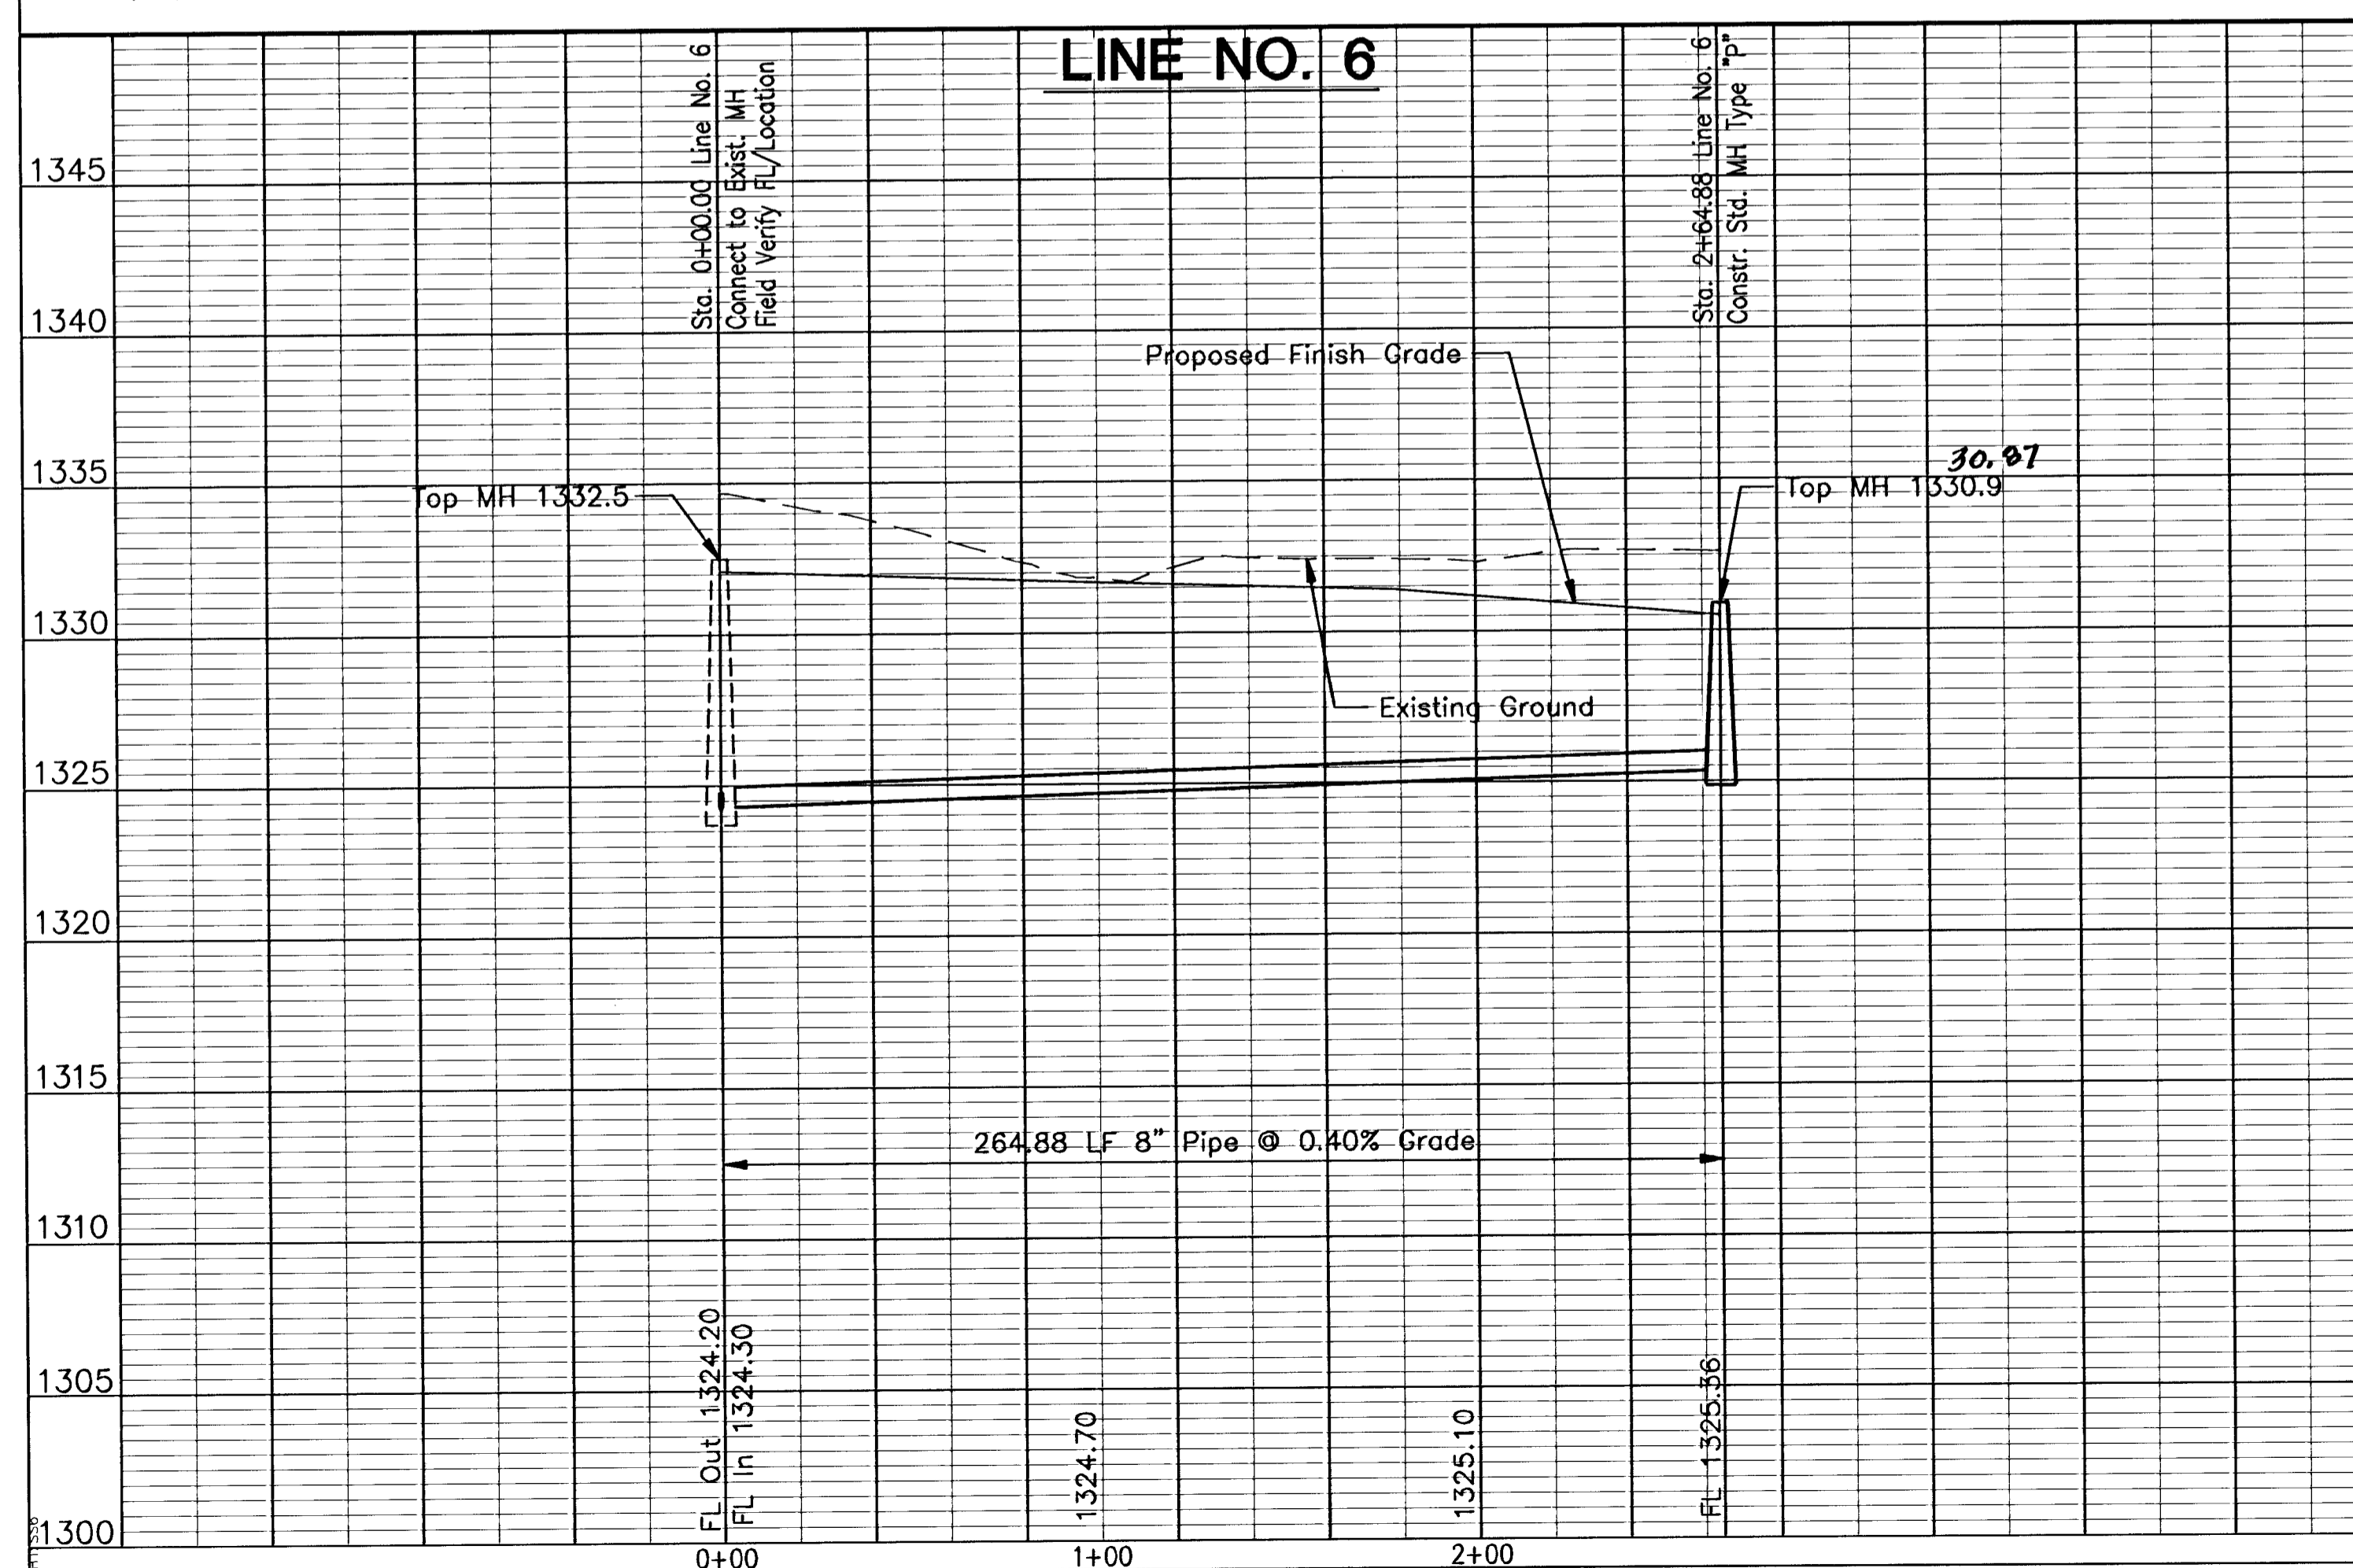 LINE NO. 6
Sta. 0+00.00 Line No. 6
Connect to Exist. MH
Field Verify FL/Location
Sta. 2+64.88 Line No. 6
Constr. Std. MH Type "P"
1345
1340
Proposed Finish Grade
1335
Top MH 1332.5
30.87
Top MH 1330.9
1330
Existing Ground
1325
1320
1315
264.88 LF 8" Pipe @ 0.40% Grade
1310
1305
FL Out 1324.20
FL In 1324.30
1324.70
1325.10
FL 1325.36
1300
0+00
1+00
2+00